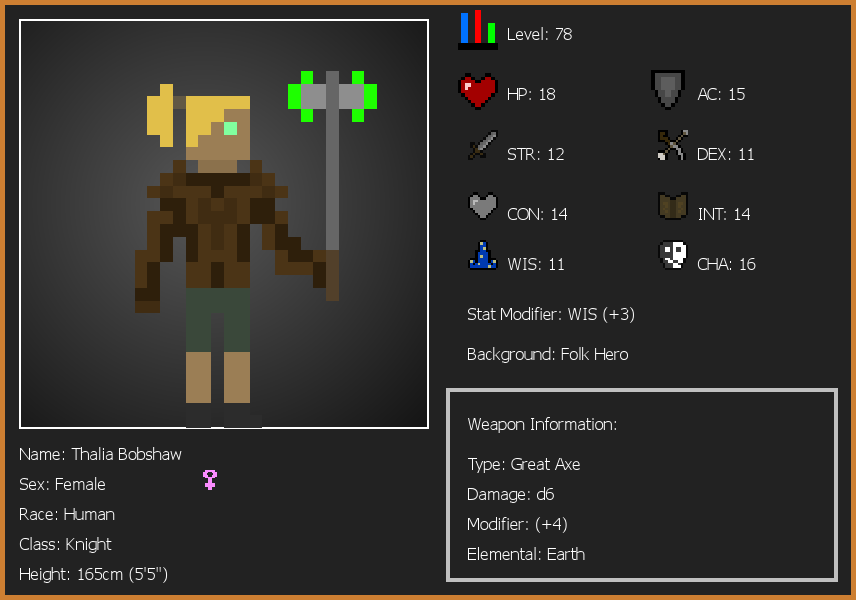 Level: 78
HP: 18
AC: 15
STR: 12
DEX: 11
CON: 14
INT: 14
WIS: 11
CHA: 16
Stat Modifier: WIS (+3)
Background: Folk Hero
Weapon Information:
Type: Great Axe
Damage: d6
Modifier: (+4)
Elemental: Earth
Name: Thalia Bobshaw
Sex: Female
Race: Human
Class: Knight
Height: 165cm (5'5")